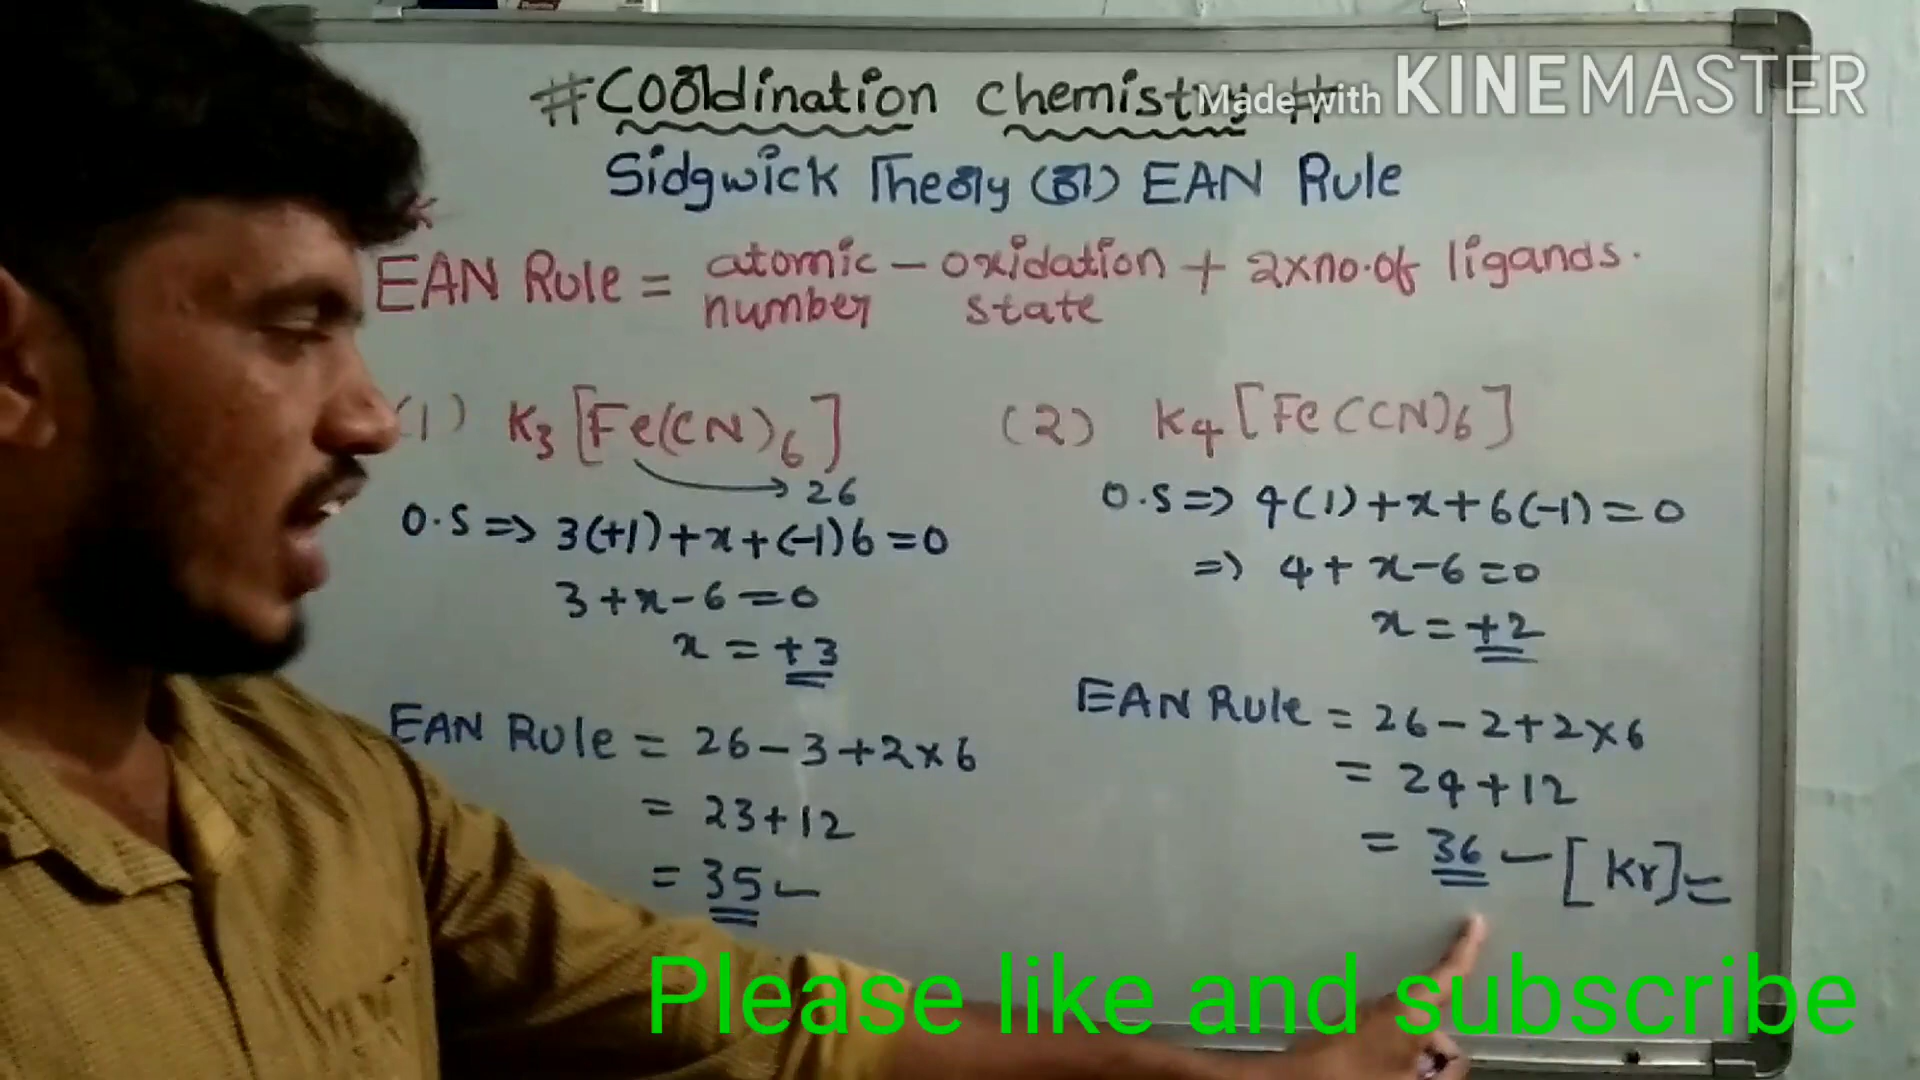 #Coordination chemistry#
Made with KINEMASTER
Sidgwick Theory (or) EAN Rule
EAN Rule = atomic number - oxidation state + 2xno.of ligands.
(1) K3[Fe(CN)6]
26
O.S => 3(+1)+x+(-1)6=0
3+x-6=0
x = +3
EAN Rule = 26-3+2x6
= 23+12
= 35-
(2) K4[Fe(CN)6]
O.S => 4(1)+x+6(-1)=0
=> 4+x-6=0
x = +2
EAN Rule = 26-2+2x6
= 24+12
= 36 - [Kr]=
Please like and subscribe